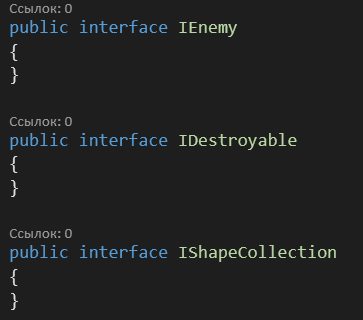 Ссылок: 0
public interface IEnemy
{
}
Ссылок: 0
public interface IDestroyable
{
}
Ссылок: 0
public interface IShapeCollection
{
}